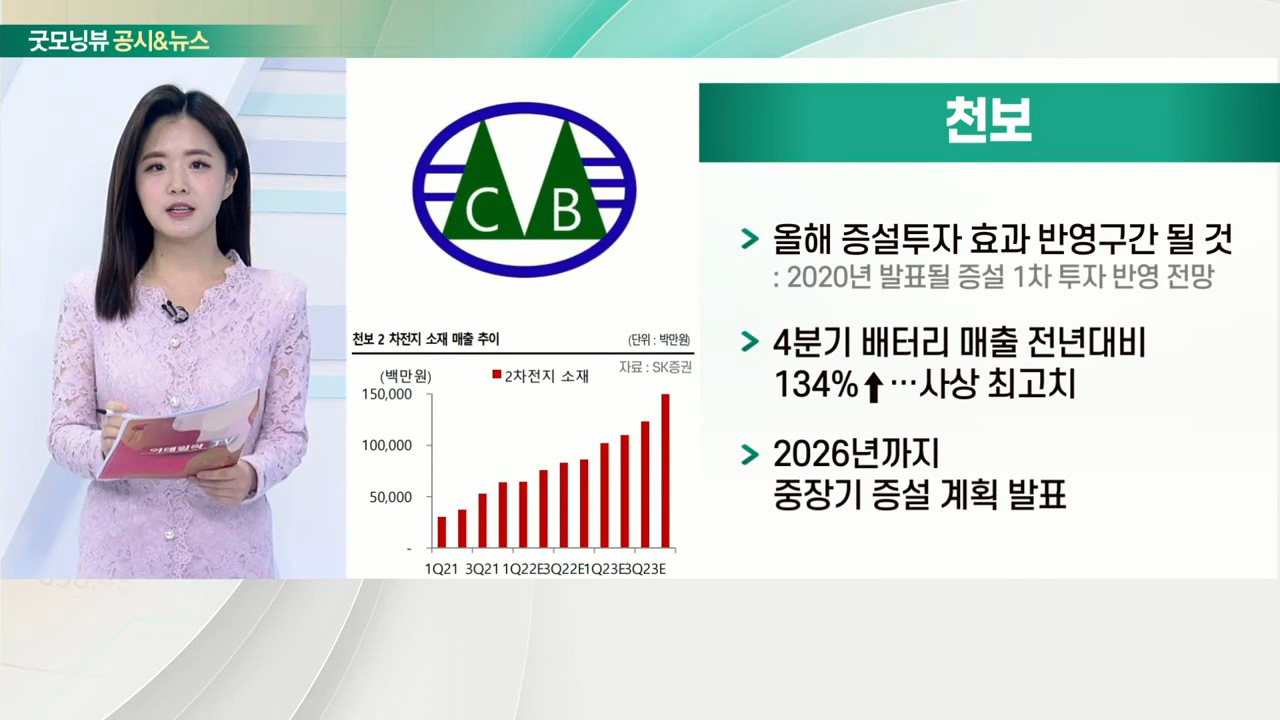 굿모닝뷰 공시&뉴스
천보
C B
올해 증설투자 효과 반영구간 될 것
: 2020년 발표될 증설 1차 투자 반영 전망
4분기 배터리 매출 전년대비
134%⬆…사상 최고치
2026년까지
중장기 증설 계획 발표
천보 2 차전지 소재 매출 추이 (단위 : 박만원)
자료 : SK증권
(백만원) 2차전지 소재
150,000
100,000
50,000
-
1Q21 3Q21 1Q22E 3Q22E 1Q23E 3Q23E
이데일리 TV